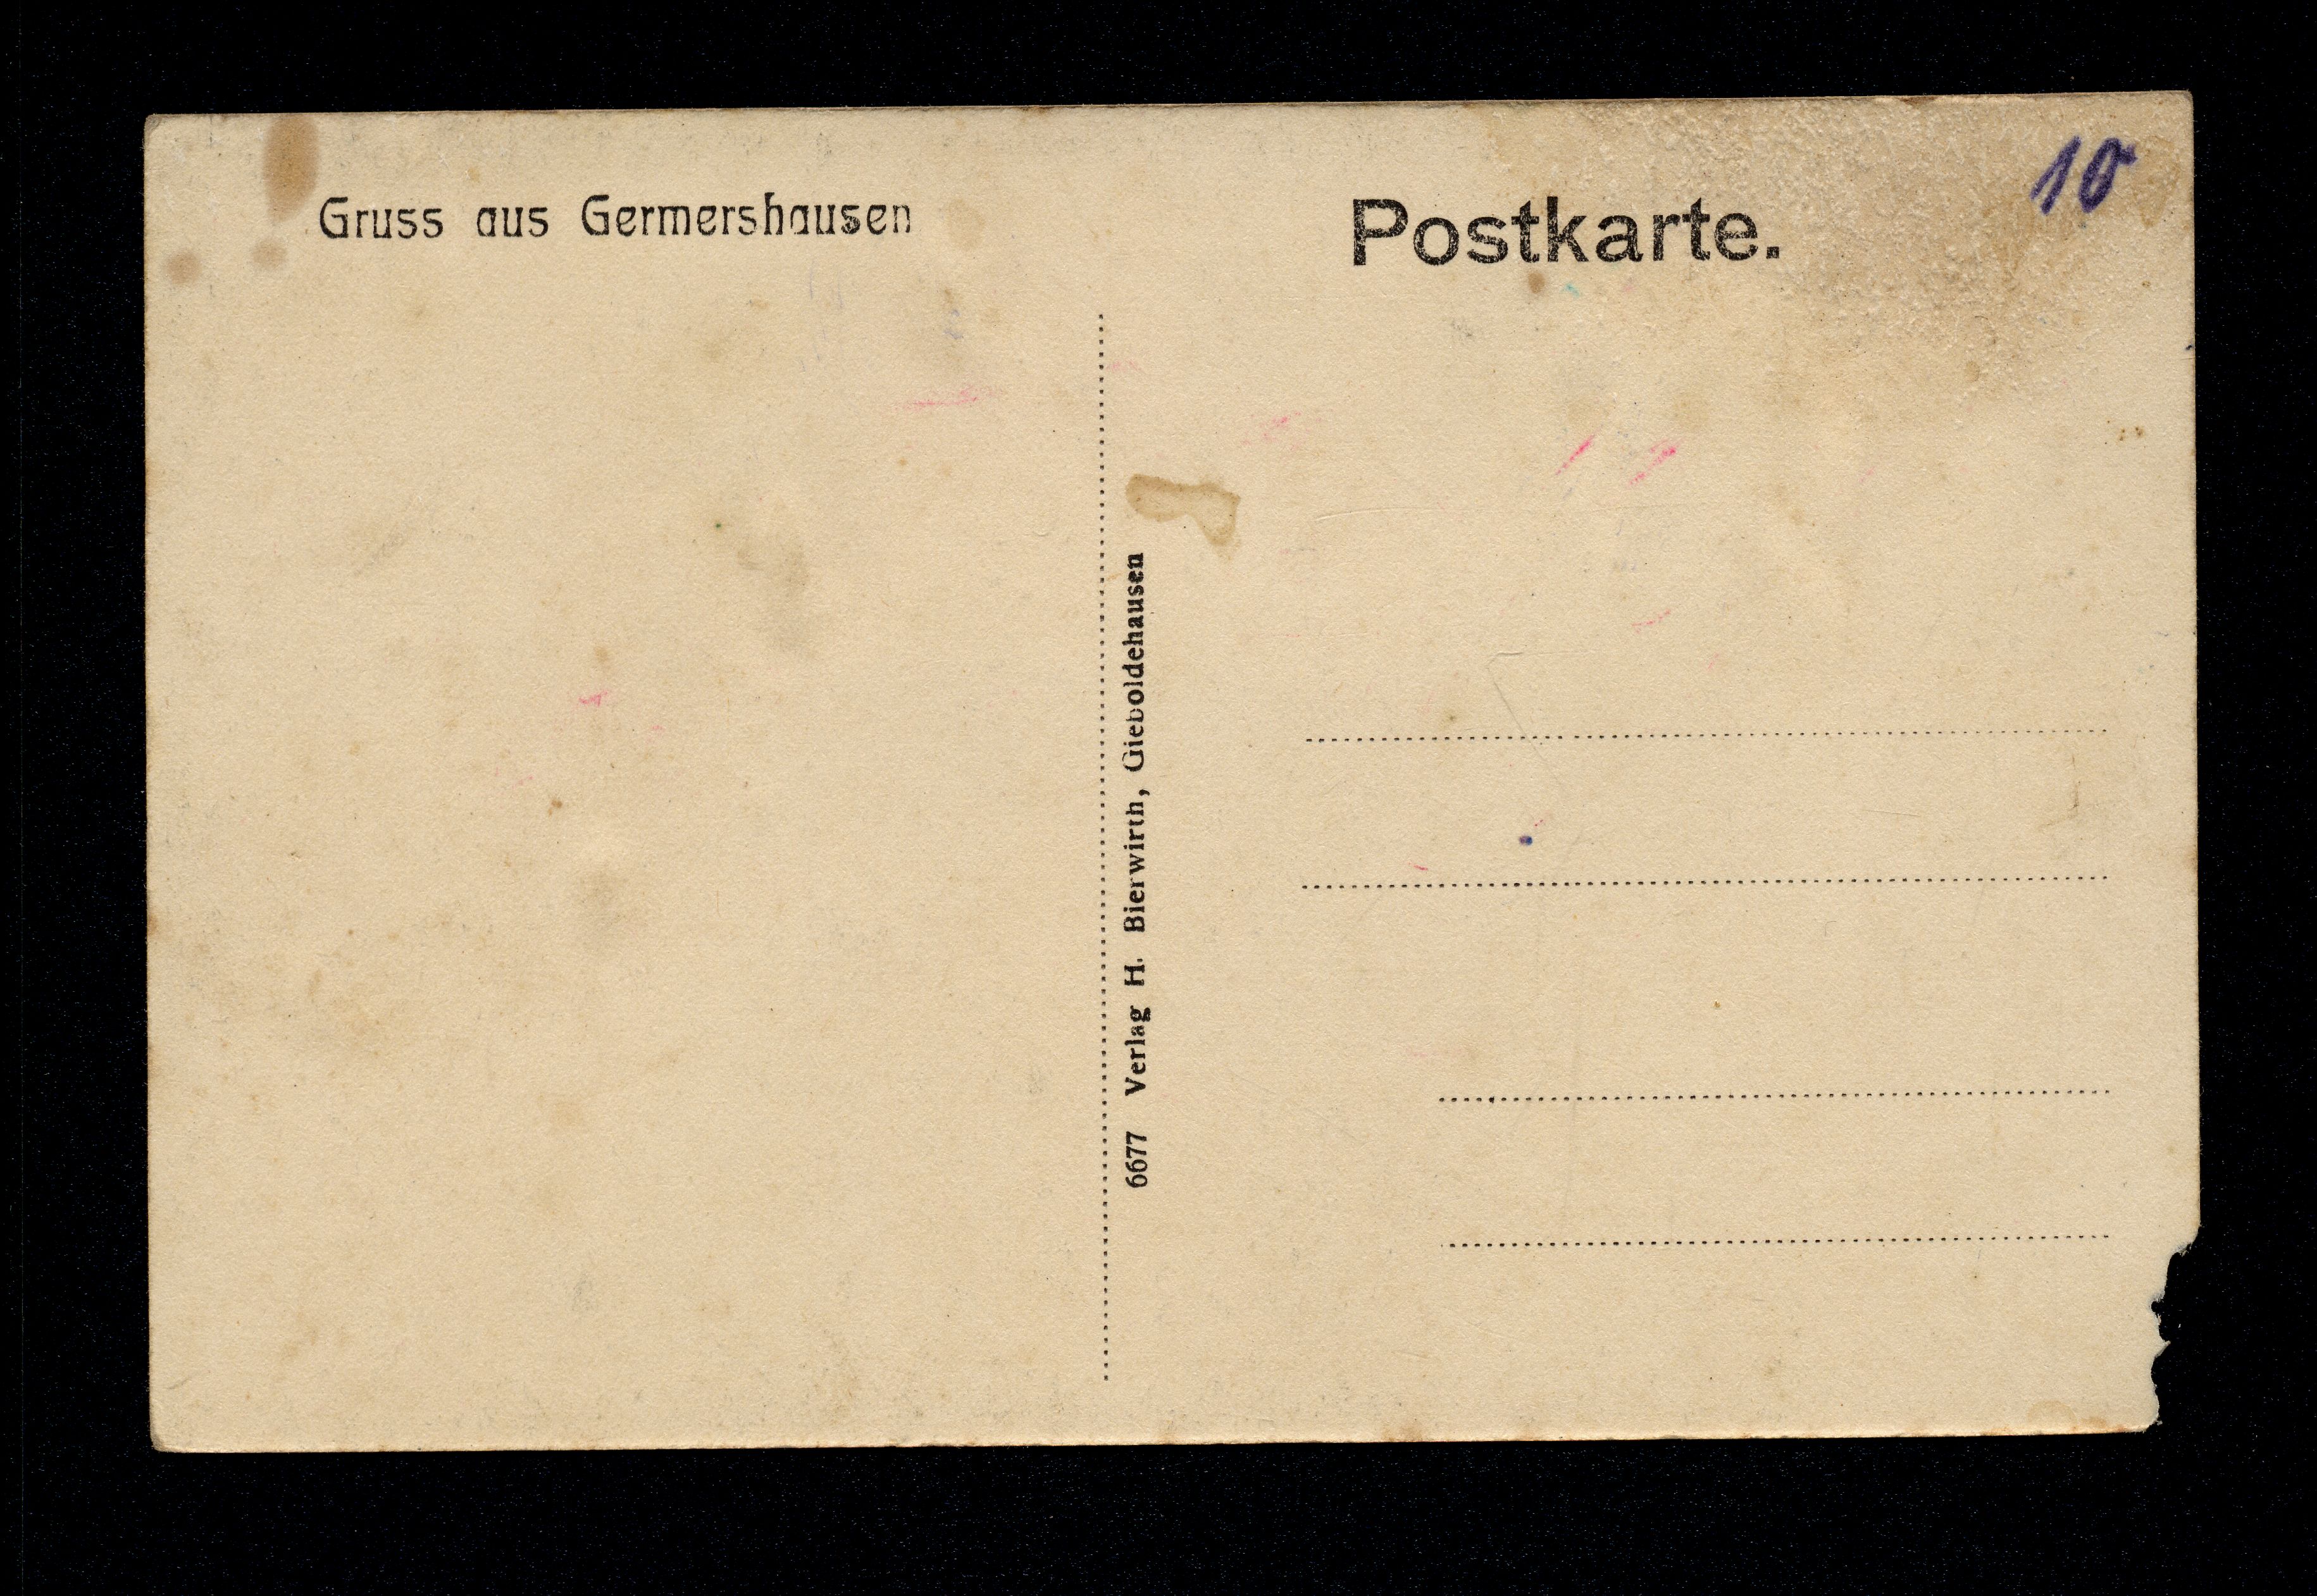 Gruss aus Germershausen
Postkarte.
10
6677 Verlag H. Bierwirth, Gieboldehausen